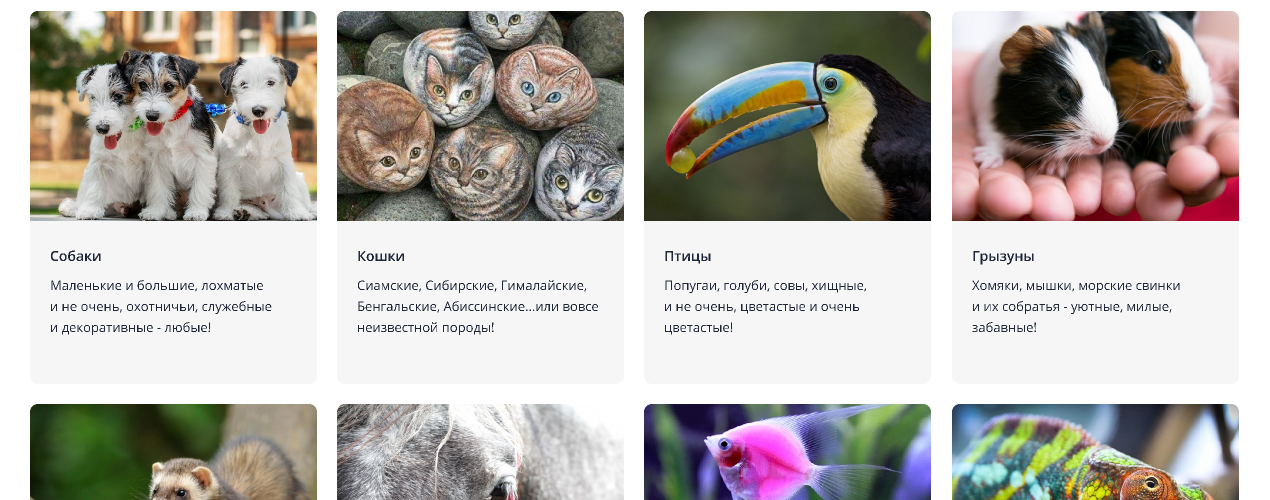 Собаки
Маленькие и большие, лохматые
и не очень, охотничьи, служебные
и декоративные - любые!
Кошки
Сиамские, Сибирские, Гималайские,
Бенгальские, Абиссинские...или вовсе
неизвестной породы!
Птицы
Попугаи, голуби, совы, хищные,
и не очень, цветастые и очень
цветастые!
Грызуны
Хомяки, мышки, морские свинки
и их собратья - уютные, милые,
забавные!